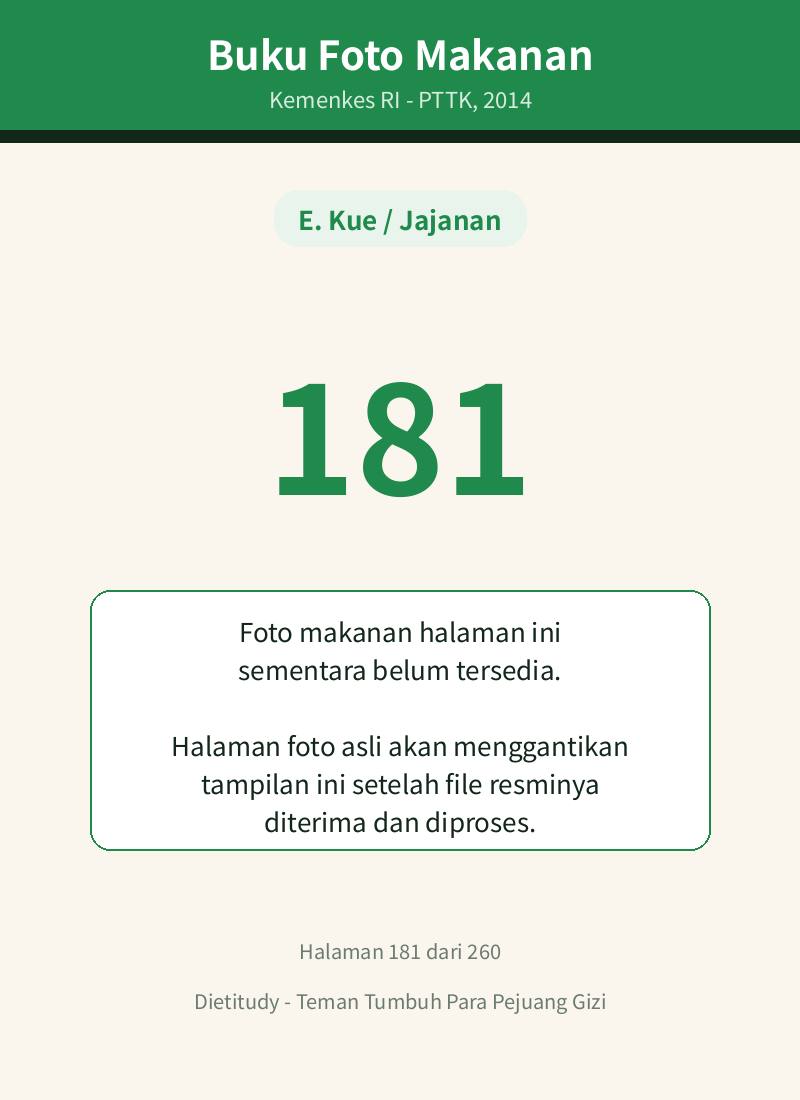 Buku Foto Makanan
Kemenkes RI - PTTK, 2014
E. Kue / Jajanan
181
Foto makanan halaman ini
sementara belum tersedia.
Halaman foto asli akan menggantikan
tampilan ini setelah file resminya
diterima dan diproses.
Halaman 181 dari 260
Dietitudy - Teman Tumbuh Para Pejuang Gizi